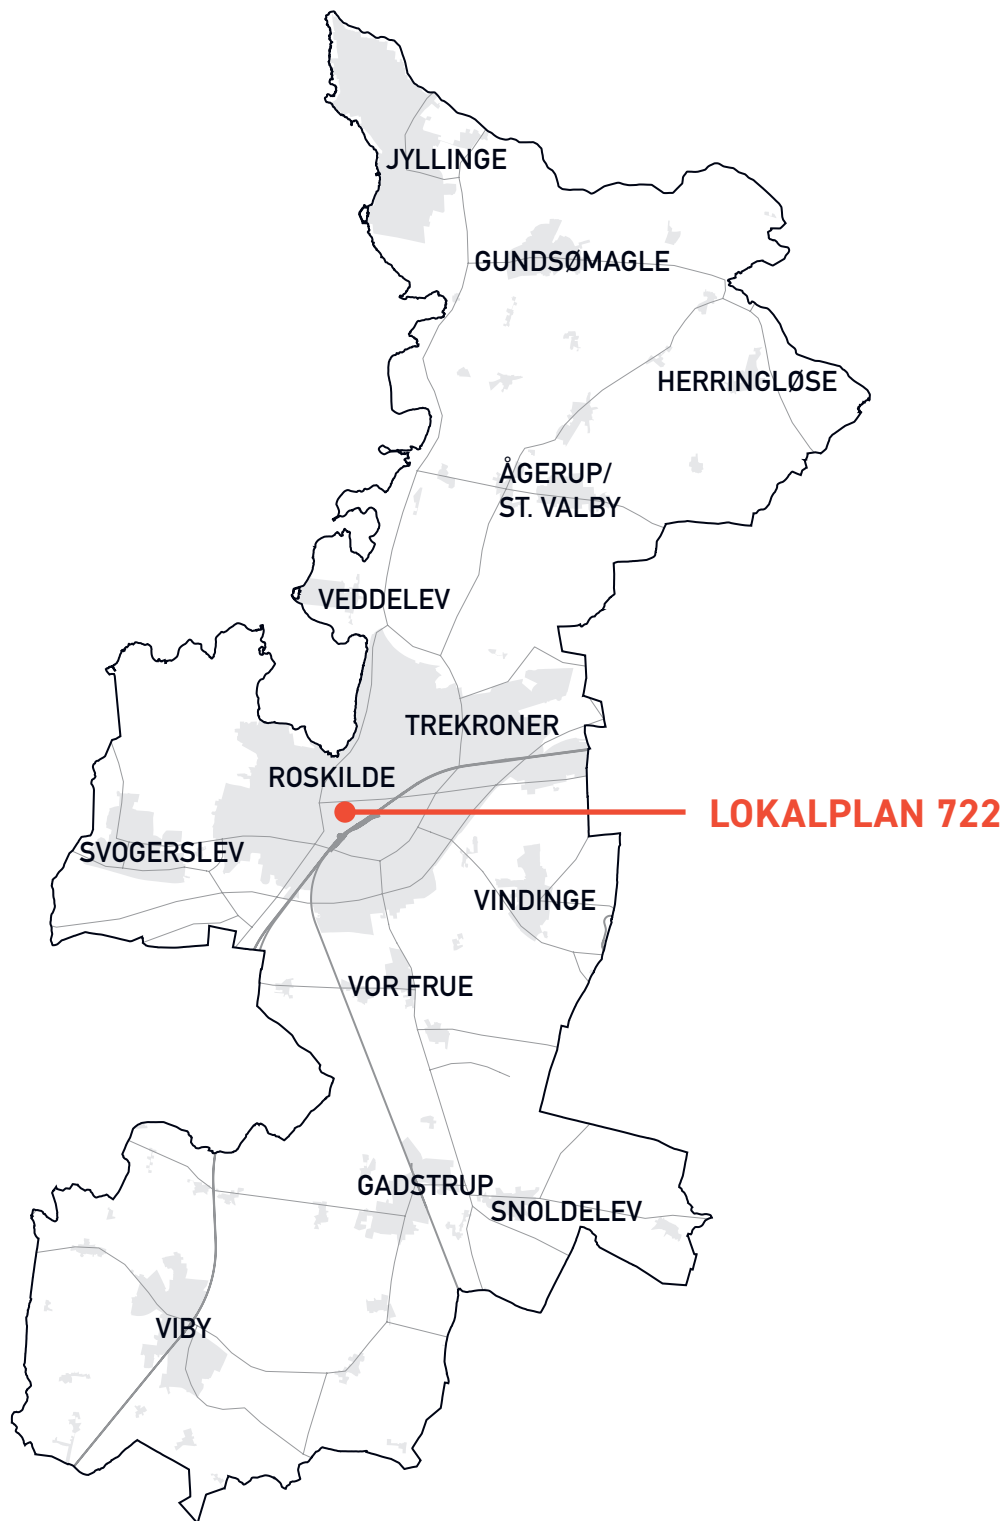 JYLLINGE
GUNDSØMAGLE
HERRINGLØSE
ÅGERUP/
ST. VALBY
VEDDELEV
TREKRONER
ROSKILDE
LOKALPLAN 722
SVOGERSLEV
VINDINGE
VOR FRUE
GADSTRUP
SNOLDELEV
VIBY